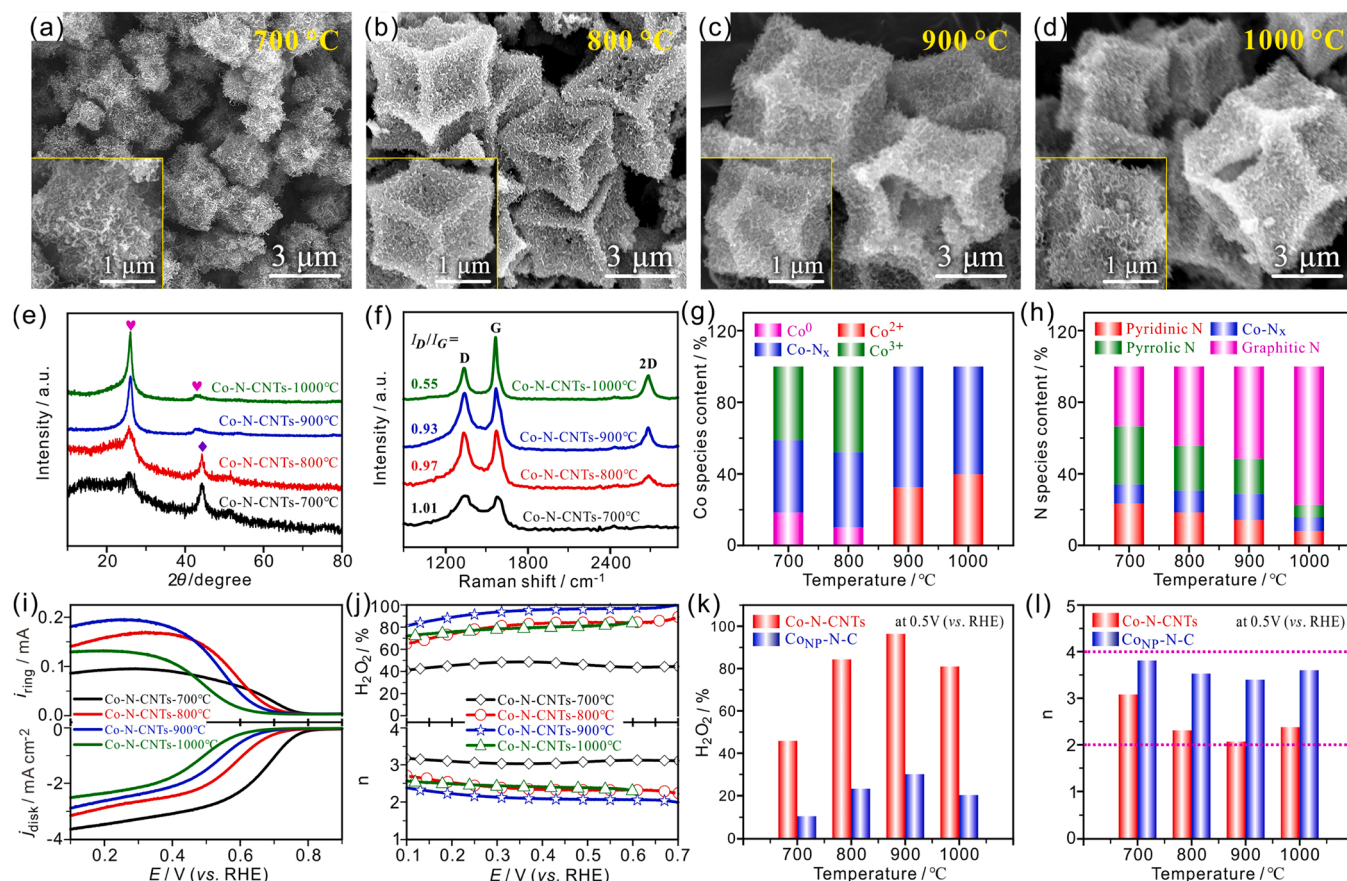 (a)
700 °C
1 μm
3 μm
(b)
800 °C
1 μm
3 μm
(c)
900 °C
1 μm
3 μm
(d)
1000 °C
1 μm
3 μm
(e)
Intensity / a.u.
♥
♥
Co-N-CNTs-1000℃
Co-N-CNTs-900℃
♦
Co-N-CNTs-800℃
Co-N-CNTs-700℃
20 40 60 80
2θ/degree
(f)
Intensity / a.u.
I_D/I_G=
D
G
2D
0.55
Co-N-CNTs-1000℃
0.93
Co-N-CNTs-900℃
0.97
Co-N-CNTs-800℃
1.01
Co-N-CNTs-700℃
1200 1800 2400
Raman shift / cm⁻¹
(g)
Co species content / %
Co⁰ Co²⁺
Co-Nₓ Co³⁺
0
40
80
120
700 800 900 1000
Temperature / ℃
(h)
N species content / %
Pyridinic N Co-Nₓ
Pyrrolic N Graphitic N
0
40
80
120
700 800 900 1000
Temperature / ℃
(i)
i_ring / mA
0.2
0.1
0.0
Co-N-CNTs-700℃
Co-N-CNTs-800℃
Co-N-CNTs-900℃
Co-N-CNTs-1000℃
j_disk / mA cm⁻²
0
-2
-4
-6
0.2 0.4 0.6 0.8
E / V (vs. RHE)
(j)
H₂O₂ / %
100
80
60
40
20
0
Co-N-CNTs-700℃
Co-N-CNTs-800℃
Co-N-CNTs-900℃
Co-N-CNTs-1000℃
n
4
3
2
1
0.1 0.2 0.3 0.4 0.5 0.6 0.7
E / V (vs. RHE)
(k)
H₂O₂ / %
Co-N-CNTs at 0.5V (vs. RHE)
Co_NP-N-C
100
80
60
40
20
0
700 800 900 1000
Temperature / ℃
(l)
n
Co-N-CNTs at 0.5V (vs. RHE)
Co_NP-N-C
5
4
3
2
1
0
700 800 900 1000
Temperature / ℃